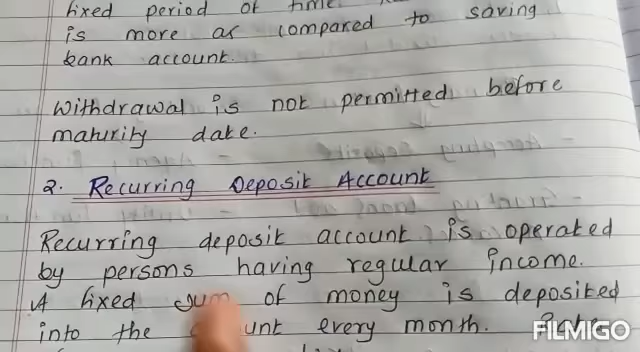 fixed period of time.
is more as compared to saving
bank account.
Withdrawal is not permitted before
maturity date.
2. Recurring Deposit Account
Recurring deposit account is operated
by persons having regular income.
A fixed sum of money is deposited
into the every month.
FILMIGO